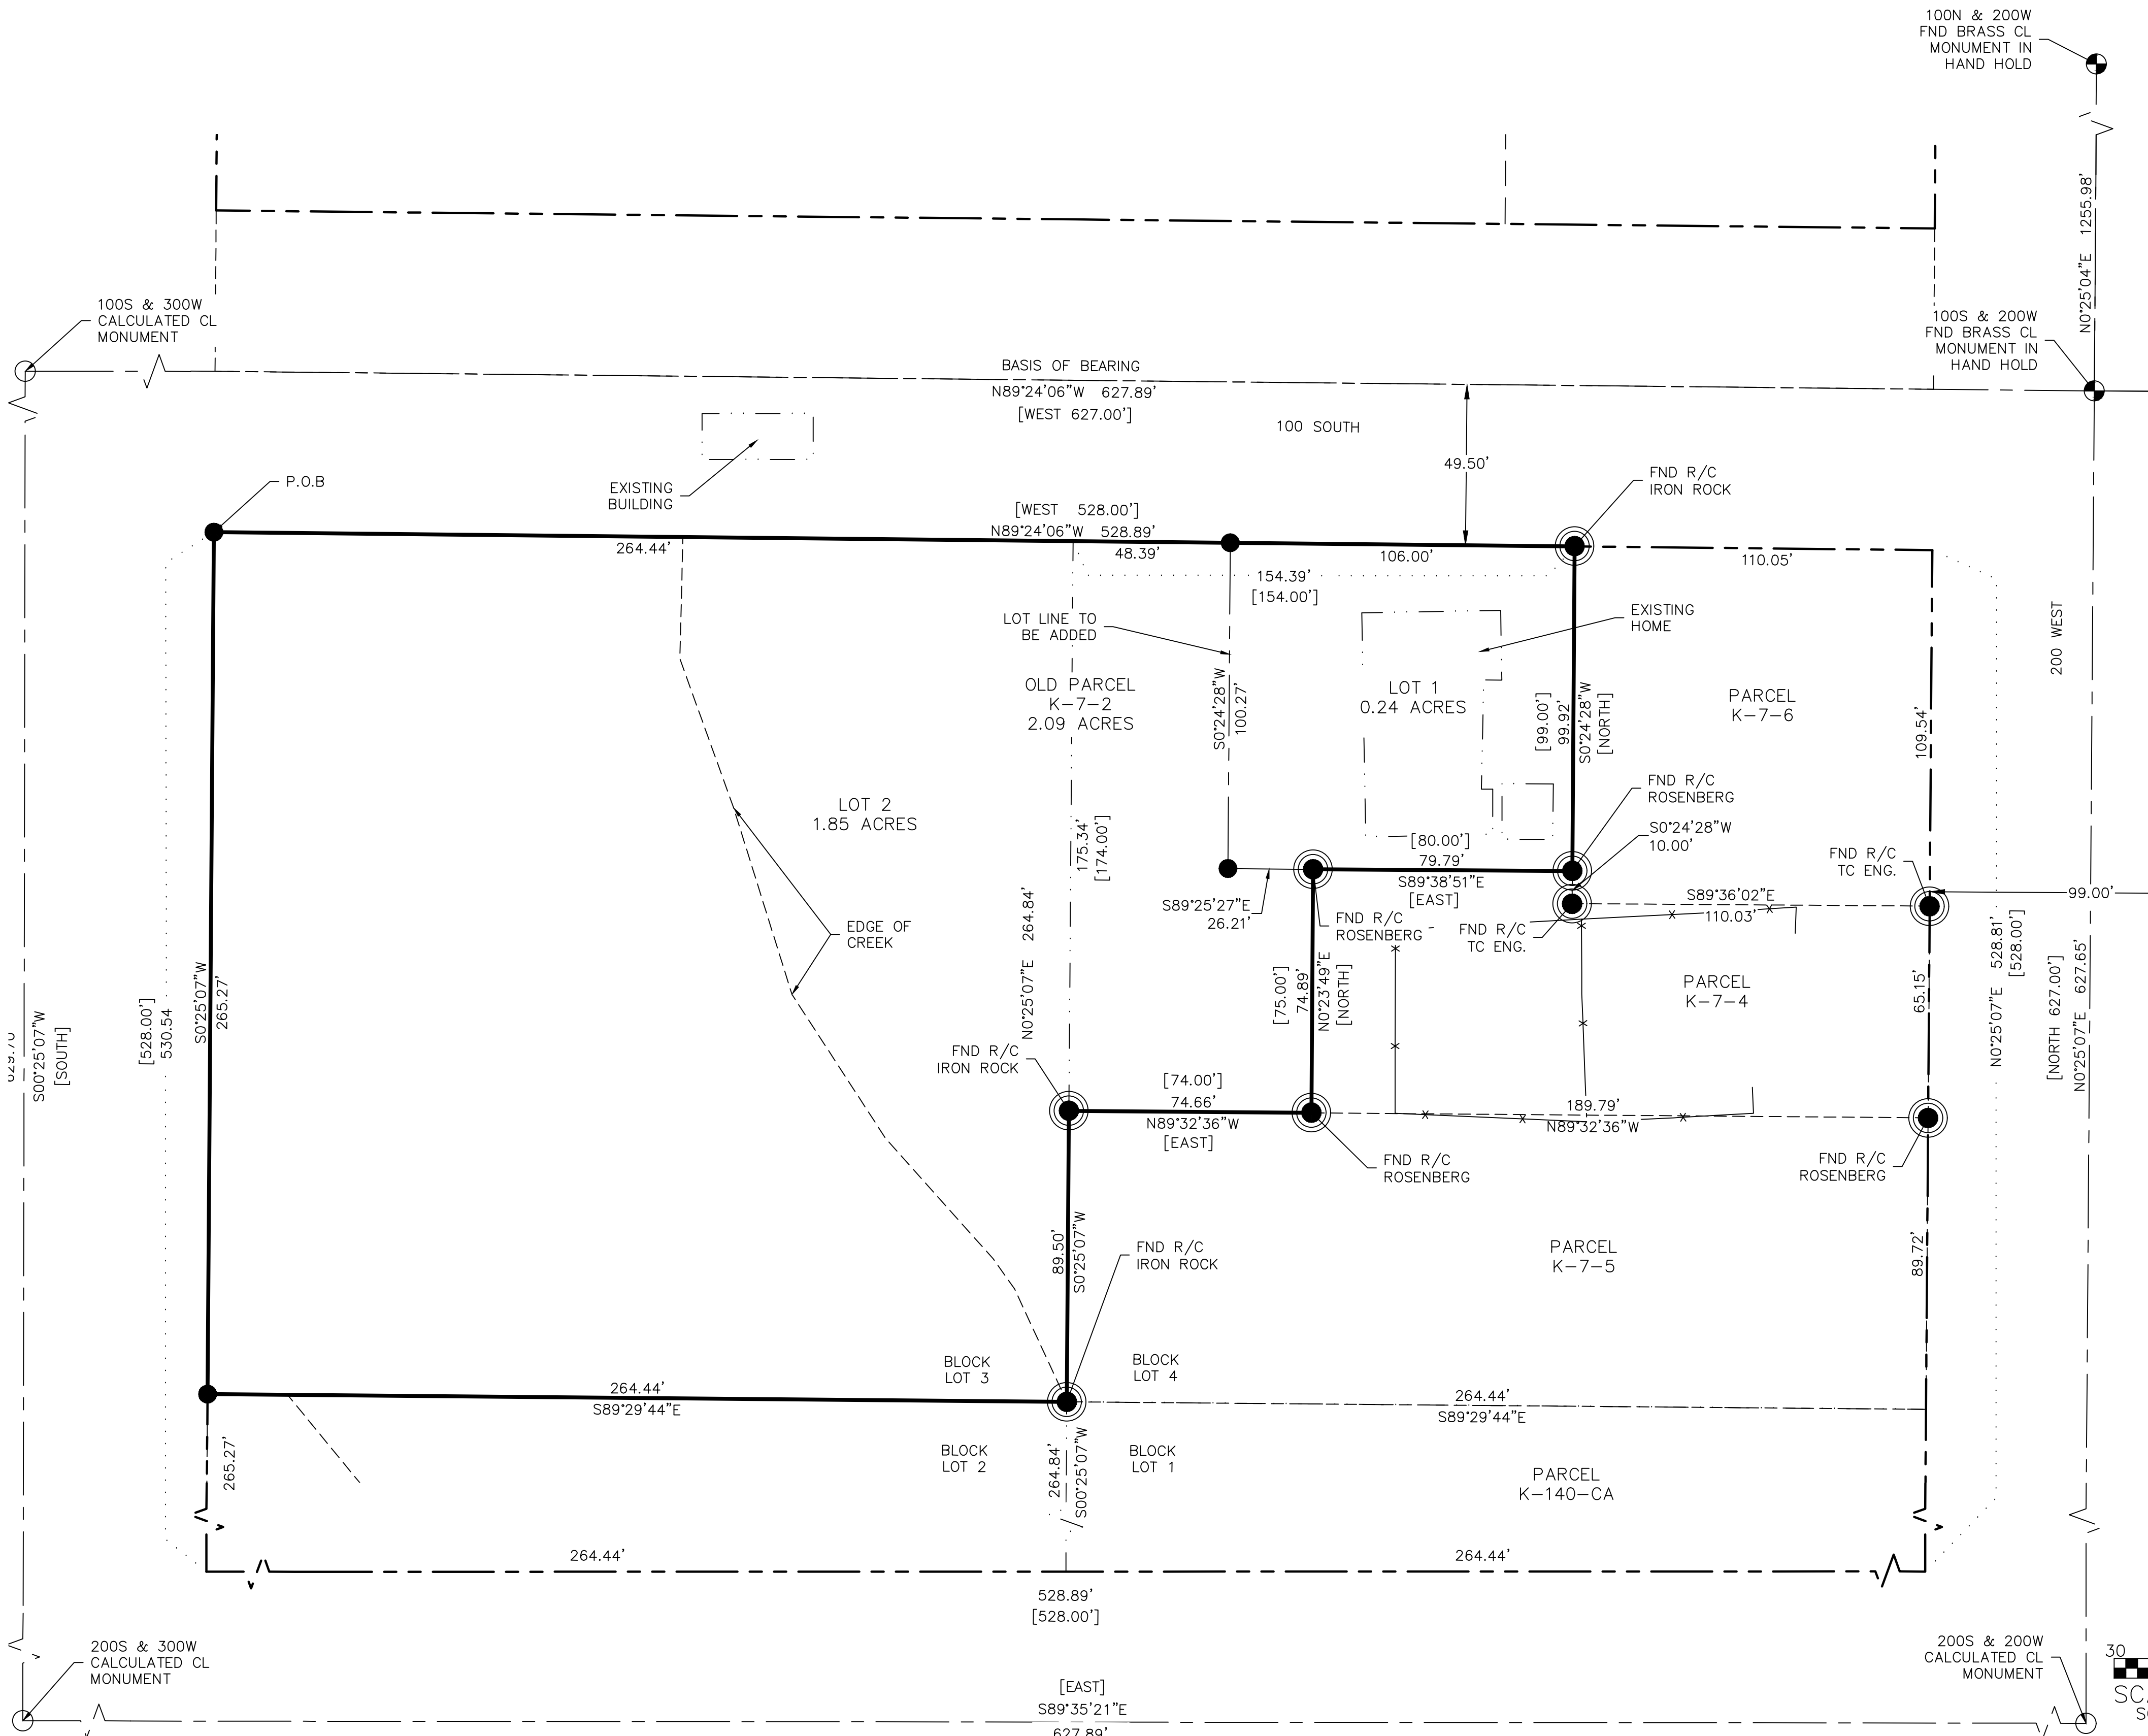 100N & 200W
FND BRASS CL
MONUMENT IN
HAND HOLD
N0°25'04"E 1255.98'
100S & 300W
CALCULATED CL
MONUMENT
100S & 200W
FND BRASS CL
MONUMENT IN
HAND HOLD
BASIS OF BEARING
N89°24'06"W 627.89'
[WEST 627.00']
100 SOUTH
49.50'
P.O.B
EXISTING
BUILDING
FND R/C
IRON ROCK
[WEST 528.00']
N89°24'06"W 528.89'
264.44'
48.39'
106.00'
110.05'
154.39'
[154.00']
LOT LINE TO
BE ADDED
EXISTING
HOME
200 WEST
OLD PARCEL
K-7-2
2.09 ACRES
S0°24'28"W
100.27'
LOT 1
0.24 ACRES
[99.00']
99.92'
S0°24'28"W
[NORTH]
PARCEL
K-7-6
109.54'
LOT 2
1.85 ACRES
175.34'
[174.00']
FND R/C
ROSENBERG
S0°24'28"W
10.00'
[80.00']
79.79'
S89°38'51"E
[EAST]
FND R/C
TC ENG.
S89°36'02"E
110.03'
99.00'
S89°25'27"E
26.21'
FND R/C
ROSENBERG
FND R/C
TC ENG.
EDGE OF
CREEK
N0°25'07"E 264.84'
[75.00']
74.89'
N0°23'49"E
[NORTH]
PARCEL
K-7-4
65.15'
N0°25'07"E 528.81'
[528.00']
[NORTH 627.00']
N0°25'07"E 627.65'
S00°25'07"W
[SOUTH]
[528.00']
530.54
S0°25'07"W
265.27'
FND R/C
IRON ROCK
[74.00']
74.66'
N89°32'36"W
[EAST]
189.79'
N89°32'36"W
FND R/C
ROSENBERG
FND R/C
ROSENBERG
89.50'
S0°25'07"W
FND R/C
IRON ROCK
PARCEL
K-7-5
89.72'
BLOCK
LOT 3
BLOCK
LOT 4
264.44'
S89°29'44"E
264.44'
S89°29'44"E
265.27'
BLOCK
LOT 2
BLOCK
LOT 1
264.84'
S00°25'07"W
PARCEL
K-140-CA
264.44'
264.44'
528.89'
[528.00']
200S & 300W
CALCULATED CL
MONUMENT
200S & 200W
CALCULATED CL
MONUMENT
30
[EAST]
S89°35'21"E
627.89'